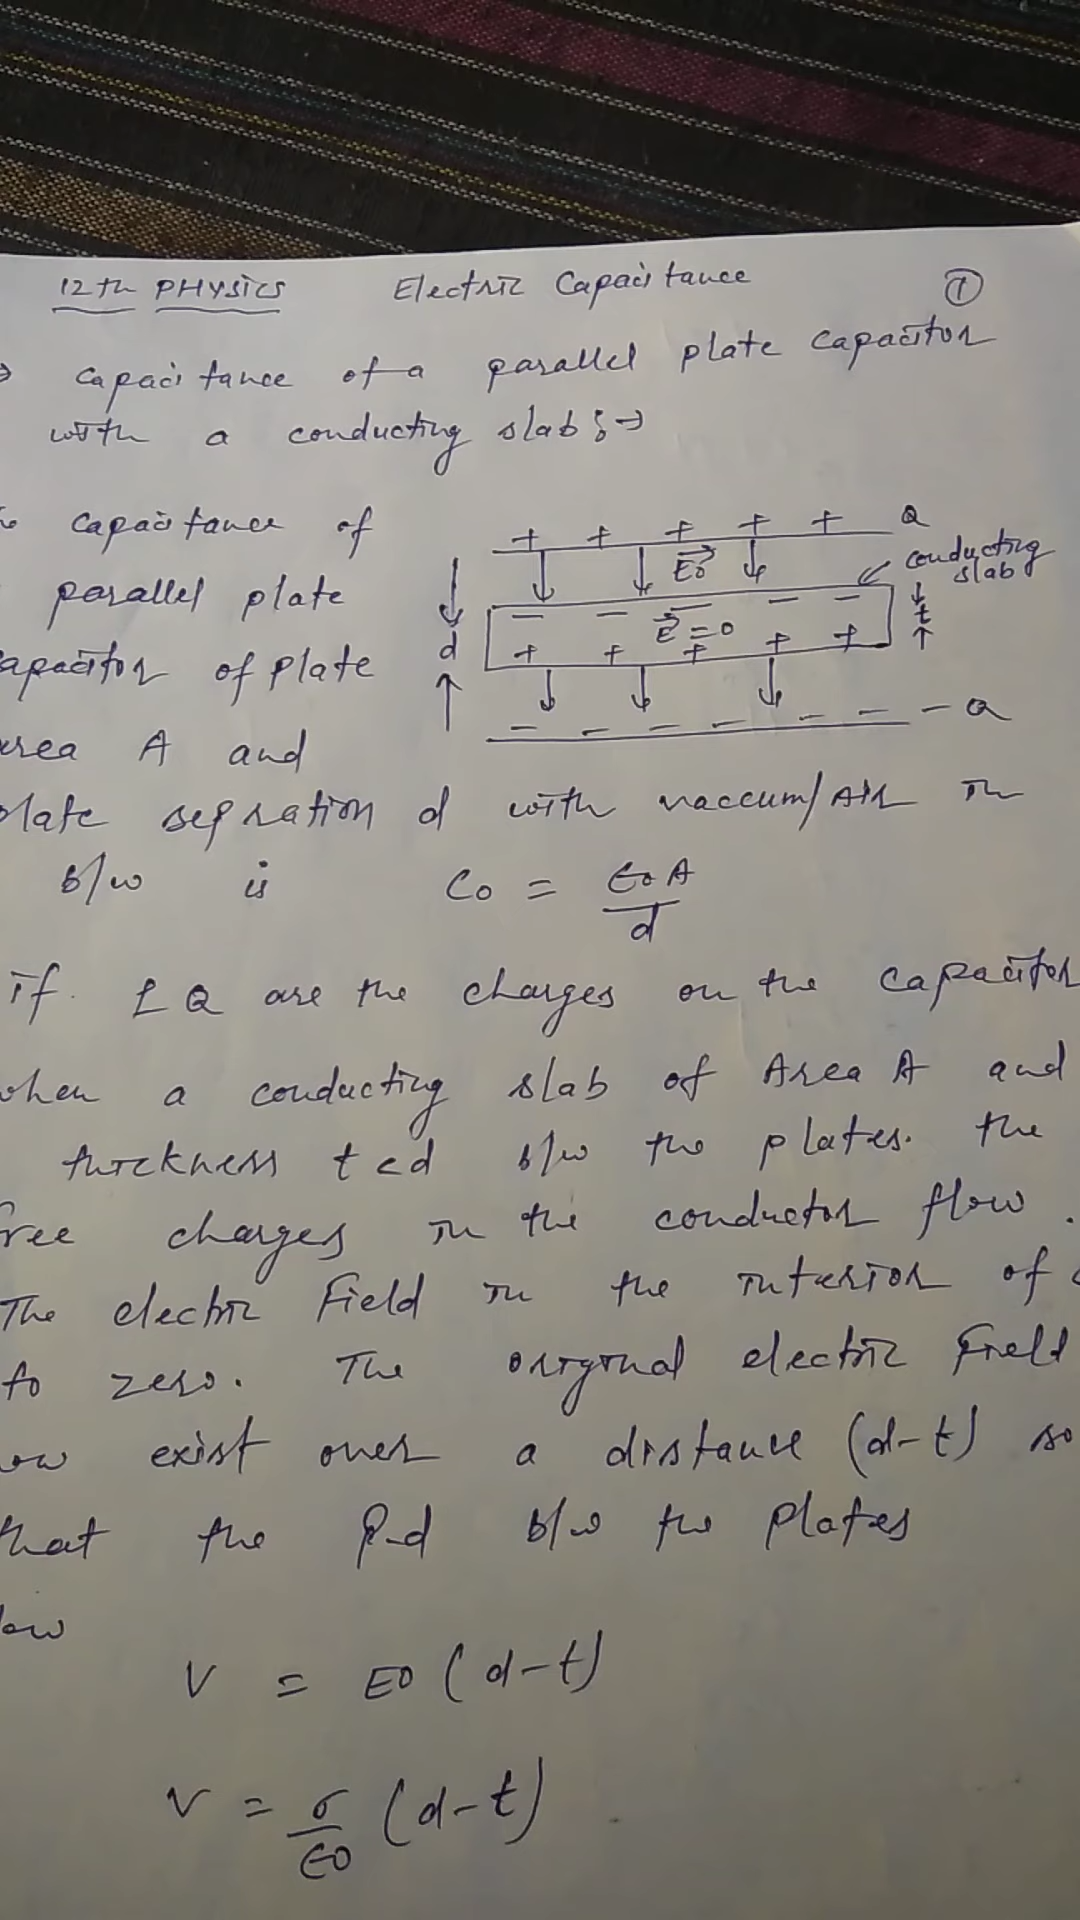 12th PHYSICS Electric Capacitance ①
capacitance of a parallel plate capacitor
with a conducting slab :→
capacitance of
parallel plate
capacitor of plate
area A and
plate sepration d with vaccum/Air in
b/w is C₀ = ε₀A/d
+ + + + + Q
E₀
conducting
slab
d
E = 0
t
- Q
if ± Q are the charges on the capacitor
when a conducting slab of Area A and
thickness t<d b/w the plates. the
free charges in the conductor flow.
The electric field in the interior of
to zero. The original electric field
now exist over a distance (d-t) so
that the P.d b/w the plates
V = E0 (d-t)
V = σ/ε0 (d-t)